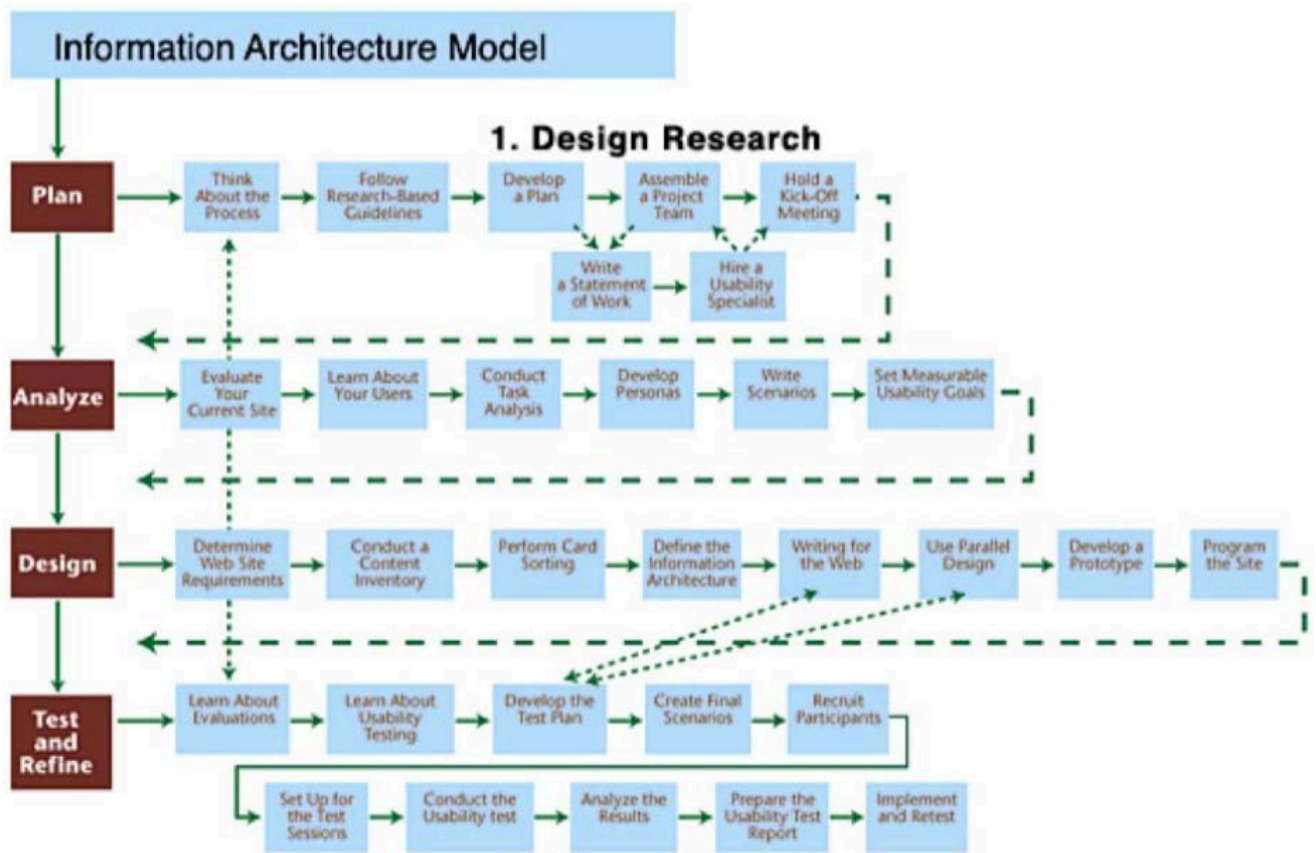 Information Architecture Model
1. Design Research
Plan
Think
About the
Process
Follow
Research-Based
Guidelines
Develop
a Plan
Assemble
a Project
Team
Hold a
Kick-Off
Meeting
Write
a Statement
of Work
Hire a
Usability
Specialist
Analyze
Evaluate
Your
Current Site
Learn About
Your Users
Conduct
Task
Analysis
Develop
Personas
Write
Scenarios
Set Measurable
Usability Goals
Design
Determine
Web Site
Requirements
Conduct a
Content
Inventory
Perform Card
Sorting
Define the
Information
Architecture
Writing for
the Web
Use Parallel
Design
Develop a
Prototype
Program
the Site
Test
and
Refine
Learn About
Evaluations
Learn About
Usability
Testing
Develop the
Test Plan
Create Final
Scenarios
Recruit
Participants
Set Up for
the Test
Sessions
Conduct the
Usability test
Analyze the
Results
Prepare the
Usability Test
Report
Implement
and Retest